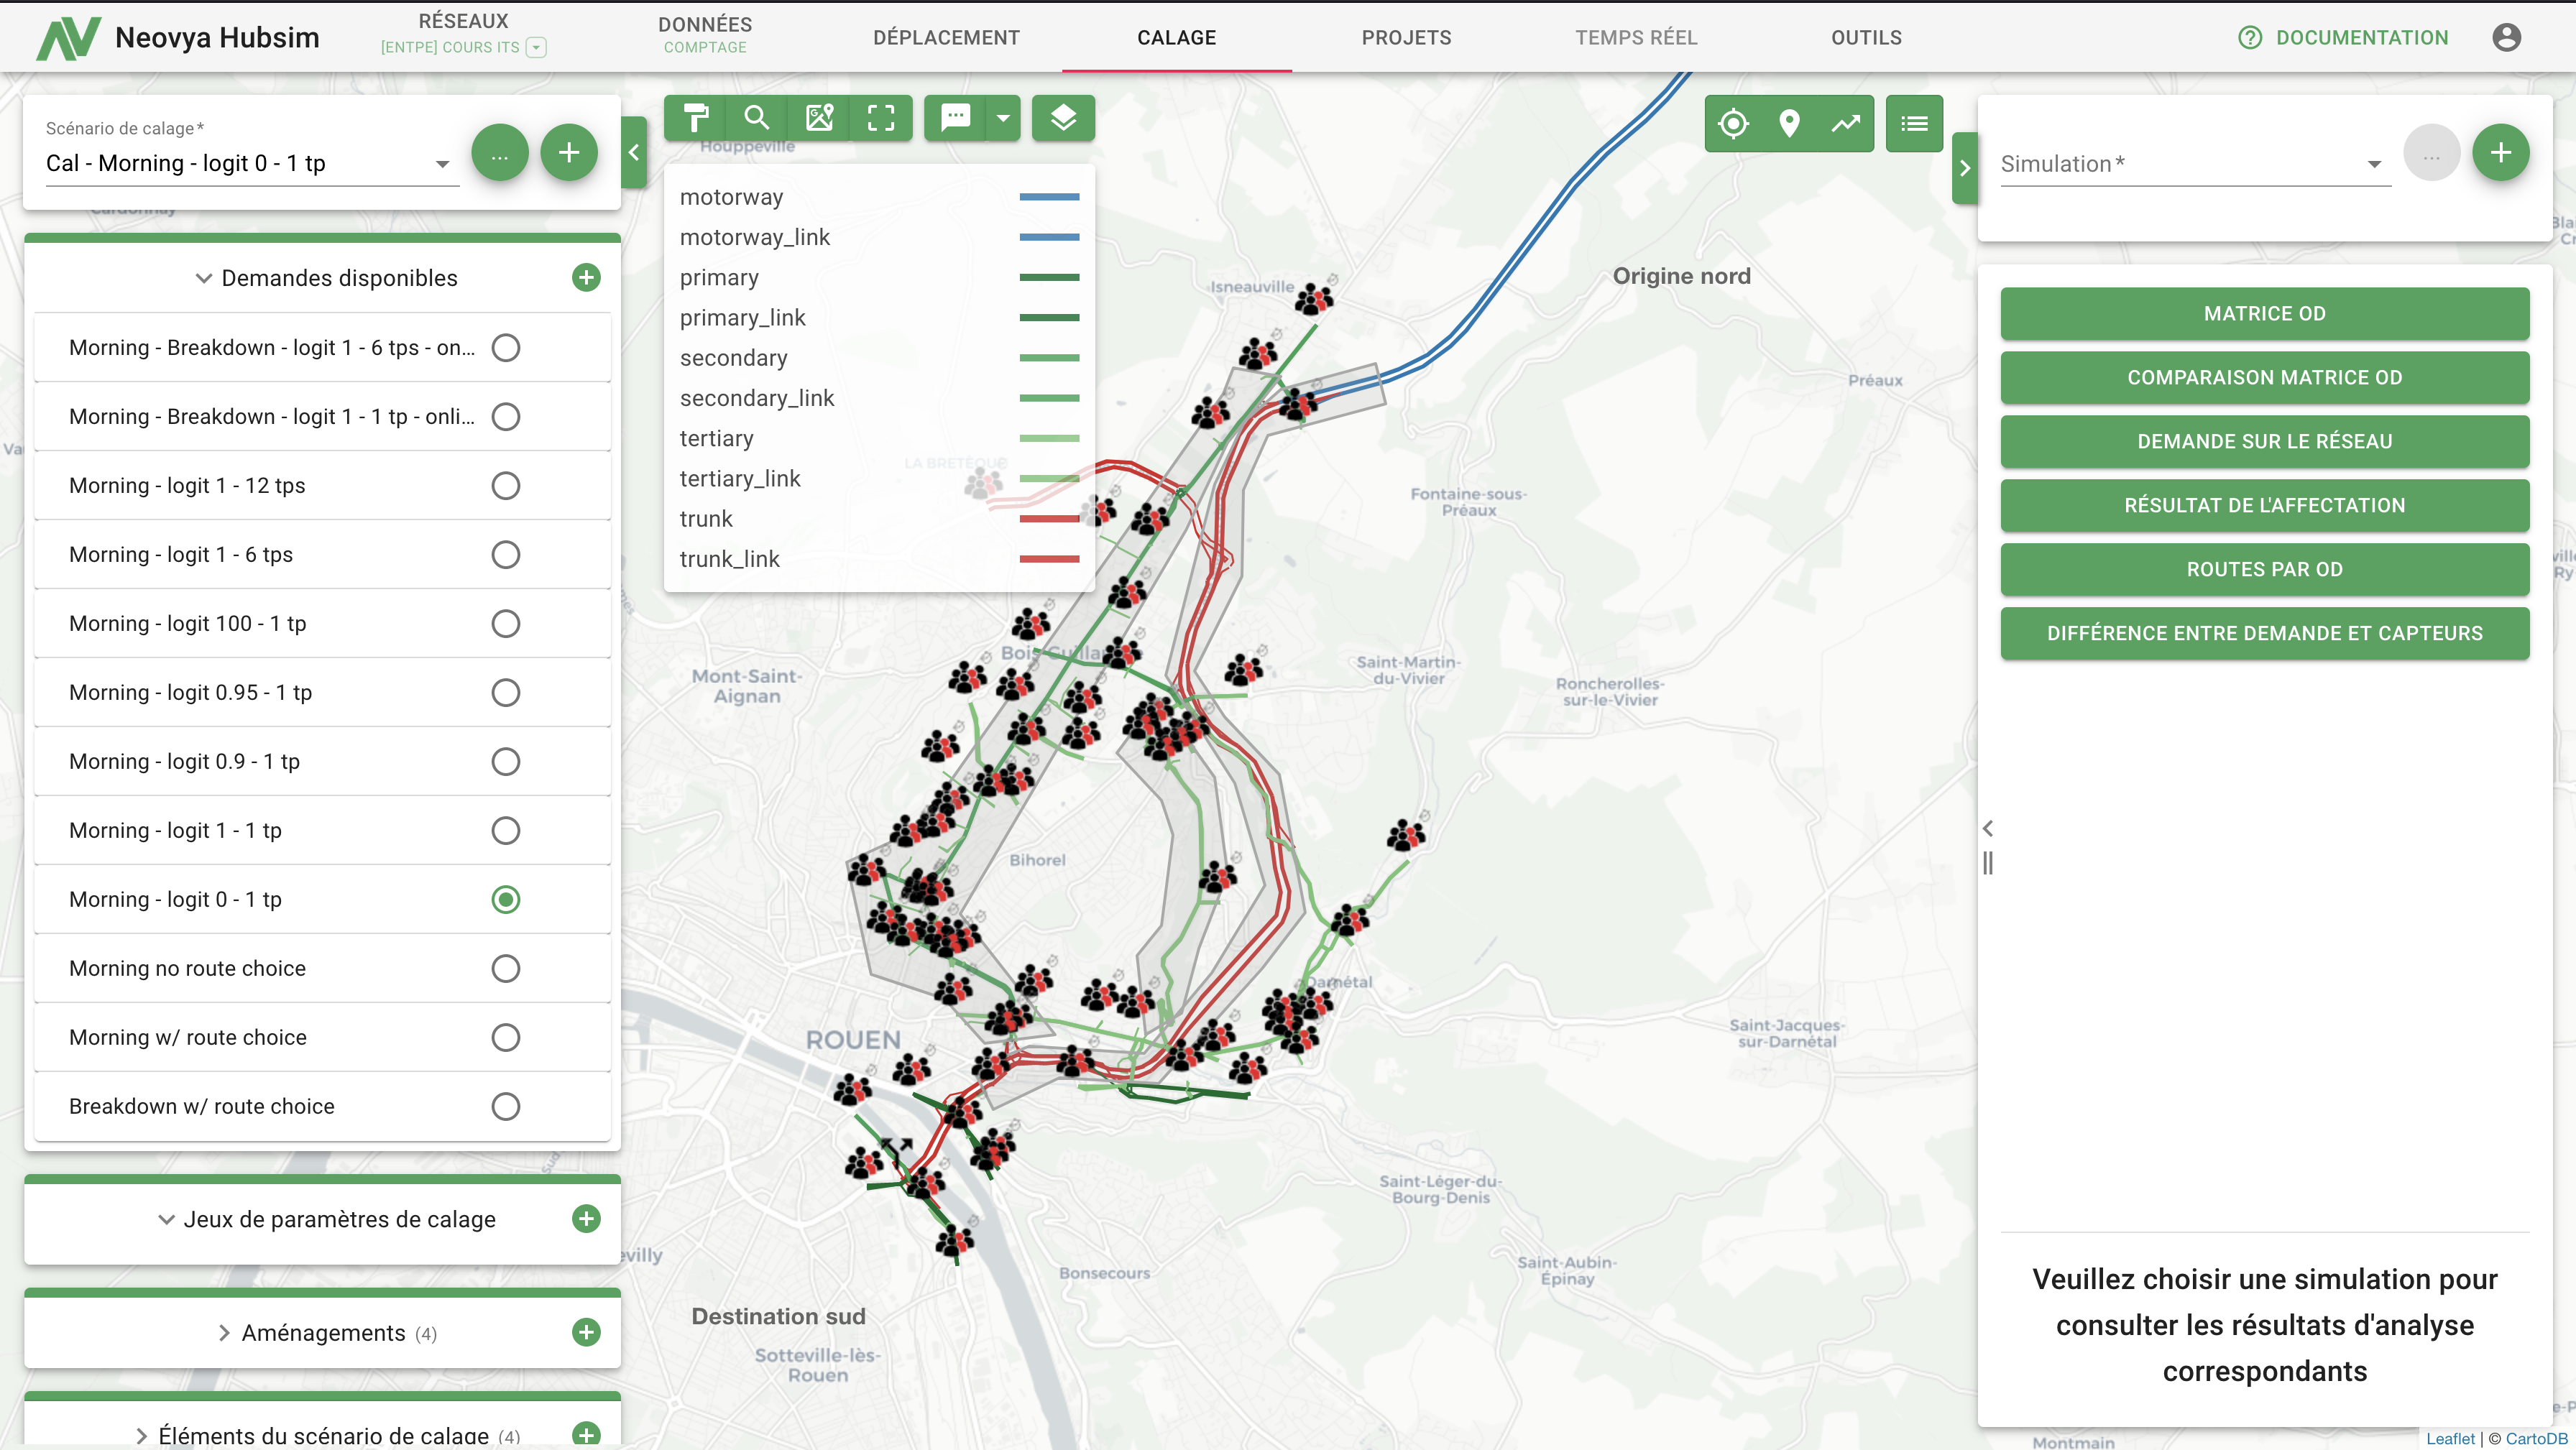 Neovya Hubsim
RÉSEAUX
[ENTPE] COURS ITS
DONNÉES
COMPTAGE
DÉPLACEMENT
CALAGE
PROJETS
TEMPS RÉEL
OUTILS
DOCUMENTATION
Scénario de calage*
Cal - Morning - logit 0 - 1 tp
...
+
Demandes disponibles
Morning - Breakdown - logit 1 - 6 tps - on...
Morning - Breakdown - logit 1 - 1 tp - onli...
Morning - logit 1 - 12 tps
Morning - logit 1 - 6 tps
Morning - logit 100 - 1 tp
Morning - logit 0.95 - 1 tp
Morning - logit 0.9 - 1 tp
Morning - logit 1 - 1 tp
Morning - logit 0 - 1 tp
Morning no route choice
Morning w/ route choice
Breakdown w/ route choice
Jeux de paramètres de calage
Aménagements (4)
Éléments du scénario de calage (4)
Houppeville
motorway
motorway_link
primary
primary_link
secondary
secondary_link
tertiary
tertiary_link
trunk
trunk_link
LA BRETÈQUE
Isneauville
Origine nord
Préaux
Fontaine-sous-
Préaux
Mont-Saint-
Aignan
Saint-Martin-
du-Vivier
Roncherolles-
sur-le-Vivier
Bihorel
Darnétal
ROUEN
Saint-Jacques-
sur-Darnétal
Saint-Léger-du-
Bourg-Denis
Sud
evilly
Bonsecours
Saint-Aubin-
Épinay
Destination sud
Sotteville-lès-
Rouen
Montmain
Simulation*
...
+
MATRICE OD
COMPARAISON MATRICE OD
DEMANDE SUR LE RÉSEAU
RÉSULTAT DE L'AFFECTATION
ROUTES PAR OD
DIFFÉRENCE ENTRE DEMANDE ET CAPTEURS
Veuillez choisir une simulation pour
consulter les résultats d'analyse
correspondants
Leaflet | © CartoDB